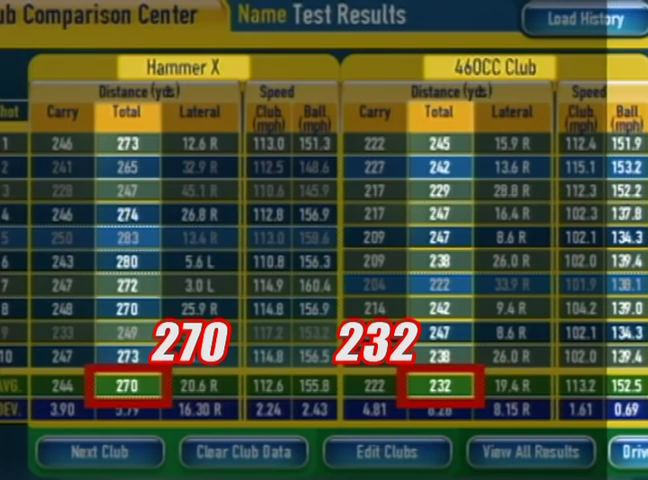 ub Comparison Center Name Test Results Load History
Hammer X 460CC Club
Distance (yds) Speed Distance (yds) Speed
hot Carry Total Lateral Club (mph) Ball (mph) Carry Total Lateral Club (mph) Ball (mph)
1 246 273 12.6 R 113.0 151.3 222 245 15.9 R 112.4 151.9
2 241 265 32.9 R 112.5 148.6 227 242 13.6 R 115.1 153.2
3 228 247 45.1 R 110.6 145.9 217 229 28.8 R 112.3 152.2
4 246 274 26.8 R 112.8 156.9 217 247 16.4 R 102.3 137.8
5 250 283 13.4 R 113.0 158.6 209 247 8.6 R 102.1 134.3
6 243 280 5.6 L 110.8 156.3 209 238 26.0 R 102.0 139.4
7 247 272 3.0 L 114.9 160.4 204 222 33.9 R 101.9 138.1
8 248 270 25.9 R 114.8 156.9 214 242 9.4 R 104.2 139.0
9 233 249 117.2 153.2 247 8.6 R 102.1 134.3
10 247 273 114.8 156.5 238 26.0 R 102.0 139.4
270 232
AVG. 244 270 20.6 R 112.6 155.8 222 232 19.4 R 113.2 152.5
DEV. 3.90 5.79 16.30 R 2.24 2.43 4.81 8.28 8.15 R 1.61 0.69
Next Club Clear Club Data Edit Clubs View All Results Driv